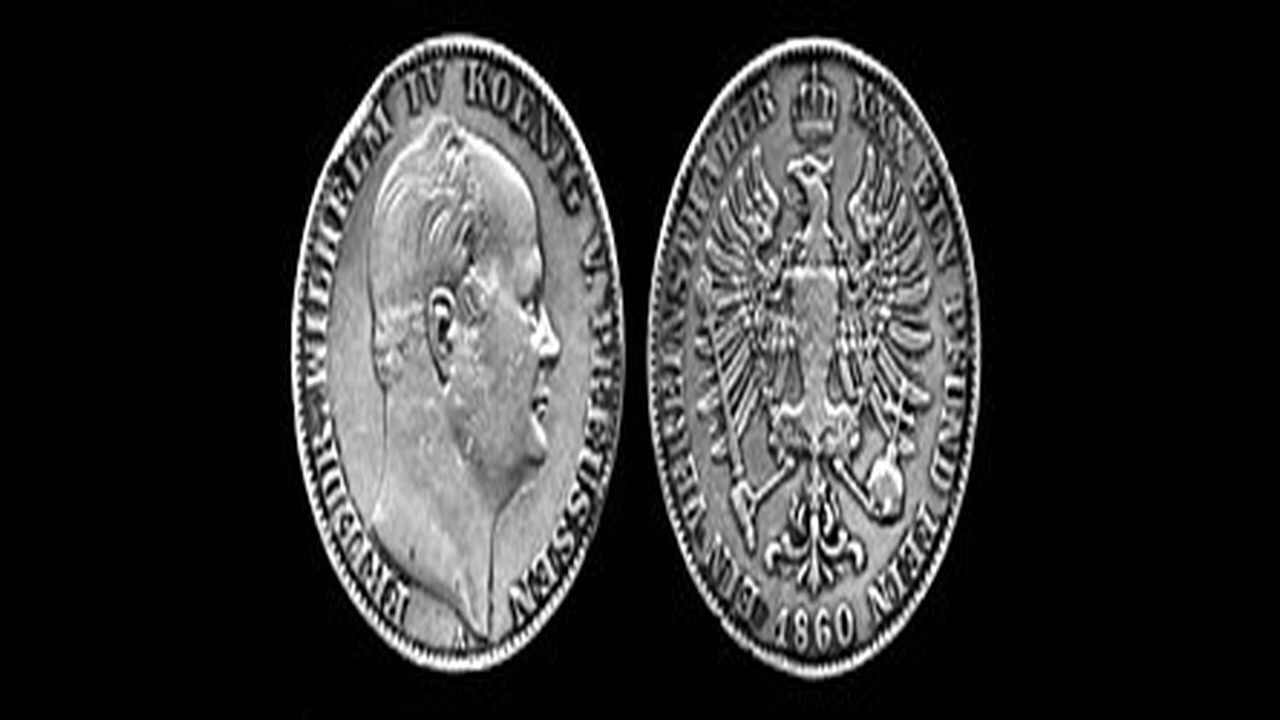 FRIEDR. WILHELM IV KOENIG V. PREUSSEN
A
EIN VEREINSTHALER XXX EIN PFUND FEIN
1860